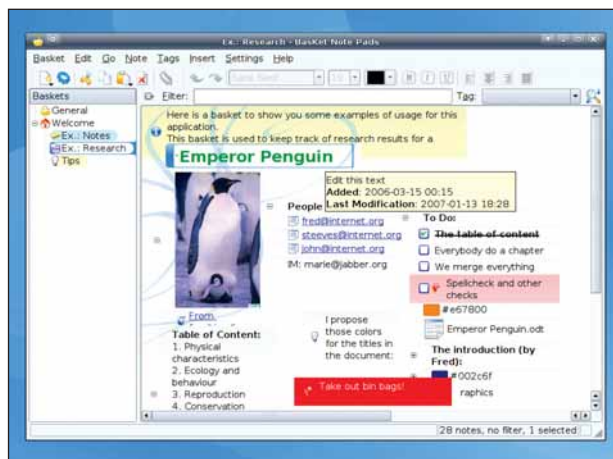 Ex.: Research - BasKet Note Pads
Basket Edit Go Note Tags Insert Settings Help
Baskets
Filter:
Tag:
General
Welcome
Ex.: Notes
Ex.: Research
Tips
Here is a basket to show you some examples of usage for this
application.
This basket is used to keep track of research results for a
Emperor Penguin
Edit this text
Added: 2006-03-15 00:15
Last Modification: 2007-01-13 18:28
People
fred@internet.org
steeves@internet.org
john@internet.org
IM: marie@jabber.org
To Do:
The table of content
Everybody do a chapter
We merge everything
Spellcheck and other
checks
#e67800
Emperor Penguin.odt
From
Table of Content:
1. Physical
characteristics
2. Ecology and
behaviour
3. Reproduction
4. Conservation
I propose
those colors
for the titles in
the document:
The introduction (by
Fred):
#002c6f
raphics
Take out bin bags!
28 notes, no filter, 1 selected